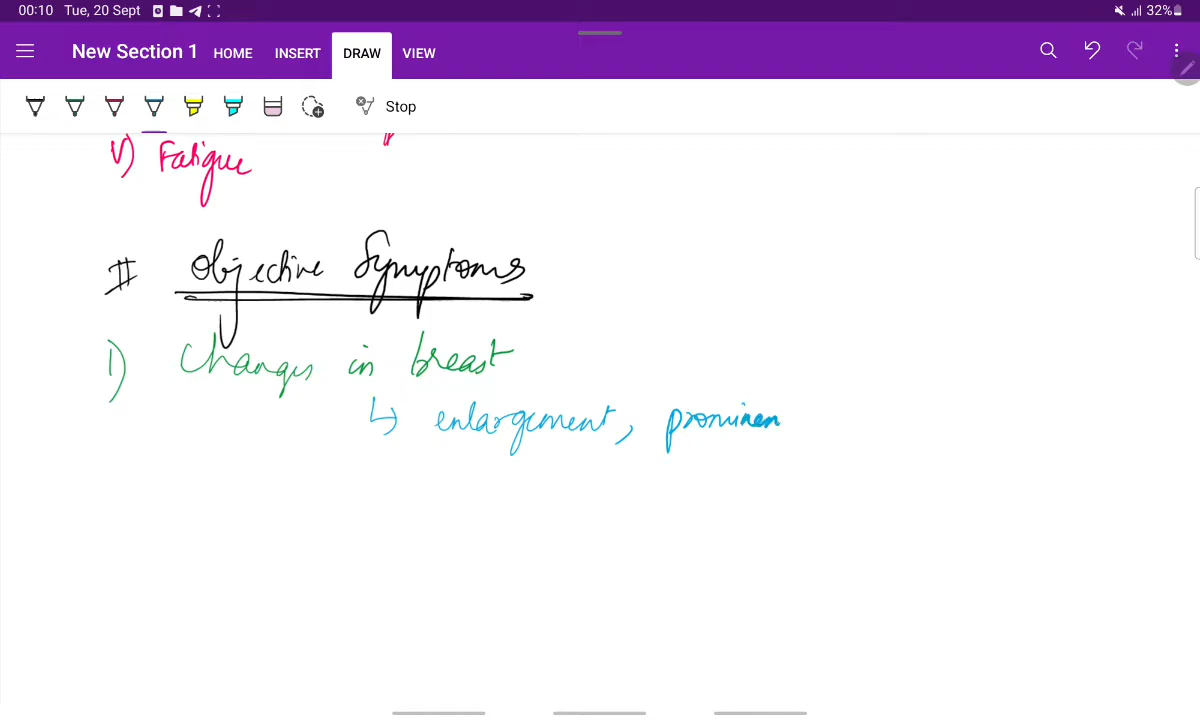 00:10 Tue, 20 Sept 32%
New Section 1 HOME INSERT DRAW VIEW
Stop
V) Fatigue
# Objective Symptoms
1) Changes in breast
↳ enlargement, prominen